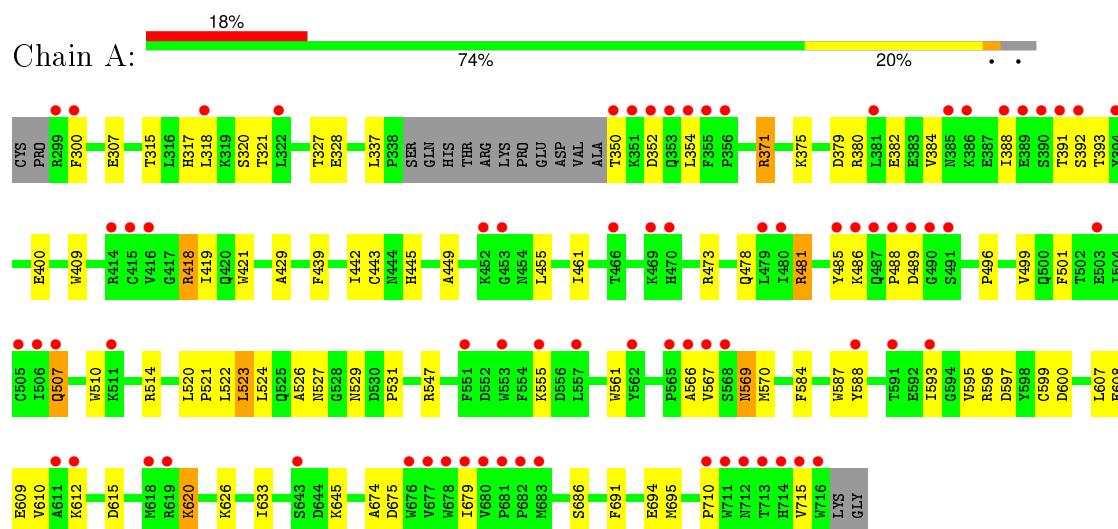 18%
Chain A:
74%
20%
CYS PRO R299 F300 E307 T315 L316 H317 L318 K319 S320 T321 L322 T327 E328 L337 P338 SER GLN HIS THR ARG LYS PRO GLU ASP VAL ALA T350 K351 D352 Q353 L354 F355 P356 R371 K375 D379 R380 L381 E382 E383 V384 N385 K386 E387 I388 E389 S390 T391 S392 T393
E400 W409 R414 C415 V416 G417 R418 I419 Q420 W421 A429 F439 I442 C443 N444 H445 A449 K452 G453 N454 L455 I461 T466 K469 H470 R473 Q478 L479 I480 R481 Y485 K486 Q487 P488 D489 G490 S491 P496 V499 Q500 F501 T502 E503
C505 I506 Q507 W510 K511 R514 L520 P521 L522 L523 L524 Q525 A526 N527 G528 N529 D530 P531 R547 F551 D552 W553 F554 K555 D556 L557 W561 Y562 P565 A566 V567 S568 N569 M570 F584 W587 Y588 T591 E592 I593 G594 V595 R596 D597 Y598 C599 D600 L607
E609 V610 A611 K612 D615 M618 R619 K620 K626 I633 S643 D644 K645 A674 D675 W676 V677 W678 I679 V680 P681 P682 M683 S686 F691 E694 M695 P710 W711 N712 T713 H714 V715 W716 LYS GLY